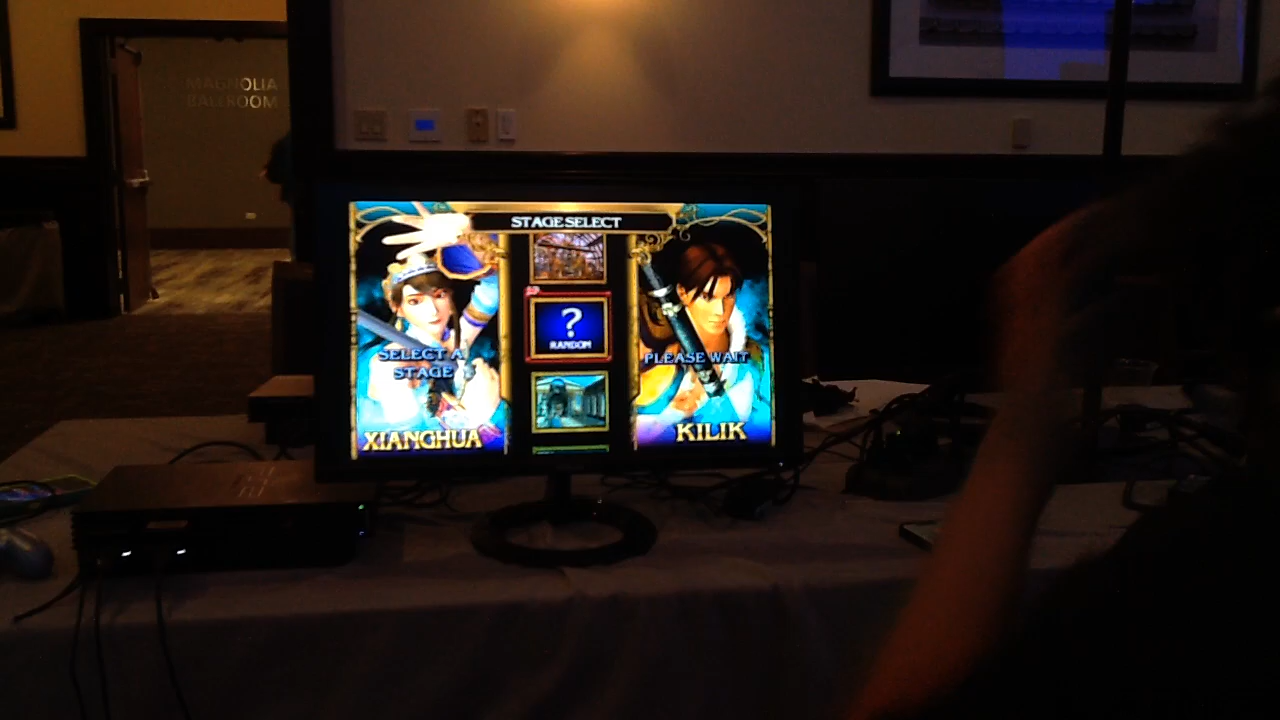 MAGNOLIA
BALLROOM
STAGE SELECT
SELECT A
STAGE
?
RANDOM
PLEASE WAIT
XIANGHUA
KILIK